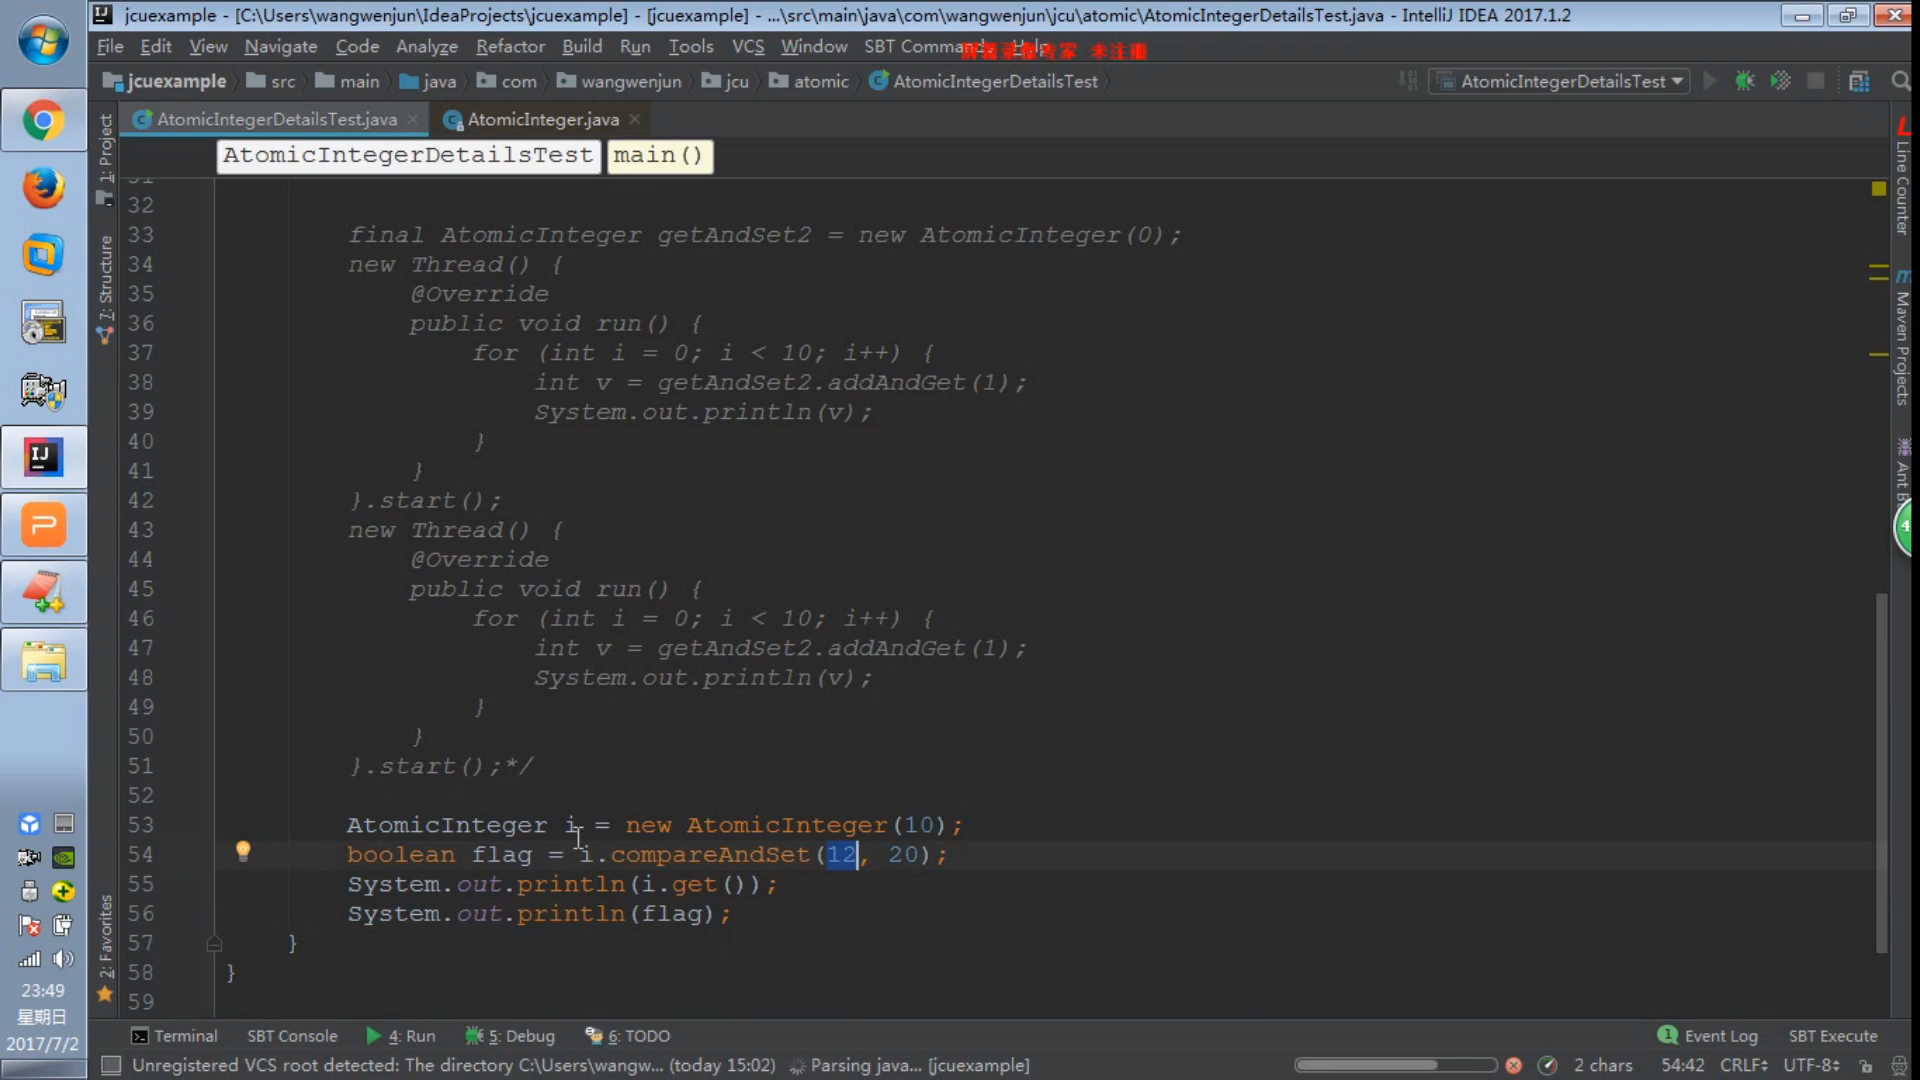 jcuexample - [C:\Users\wangwenjun\IdeaProjects\jcuexample] - [jcuexample] - ...\src\main\java\com\wangwenjun\jcu\atomic\AtomicIntegerDetailsTest.java - IntelliJ IDEA 2017.1.2
File Edit View Navigate Code Analyze Refactor Build Run Tools VCS Window SBT Command Help
未注册
jcuexample src main java com wangwenjun jcu atomic AtomicIntegerDetailsTest AtomicIntegerDetailsTest
AtomicIntegerDetailsTest.java AtomicInteger.java
AtomicIntegerDetailsTest main()
1: Project
7: Structure
2: Favorites
Line Counter
Maven Projects
32
33 final AtomicInteger getAndSet2 = new AtomicInteger(0);
34 new Thread() {
35 @Override
36 public void run() {
37 for (int i = 0; i < 10; i++) {
38 int v = getAndSet2.addAndGet(1);
39 System.out.println(v);
40 }
41 }
42 }.start();
43 new Thread() {
44 @Override
45 public void run() {
46 for (int i = 0; i < 10; i++) {
47 int v = getAndSet2.addAndGet(1);
48 System.out.println(v);
49 }
50 }
51 }.start();*/
52
53 AtomicInteger i = new AtomicInteger(10);
54 boolean flag = i.compareAndSet(12, 20);
55 System.out.println(i.get());
56 System.out.println(flag);
57 }
58 }
59
Terminal SBT Console 4: Run 5: Debug 6: TODO 1 Event Log SBT Execute
Unregistered VCS root detected: The directory C:\Users\wangw... (today 15:02) Parsing java... [jcuexample] 2 chars 54:42 CRLF UTF-8
23:49
星期日
2017/7/2